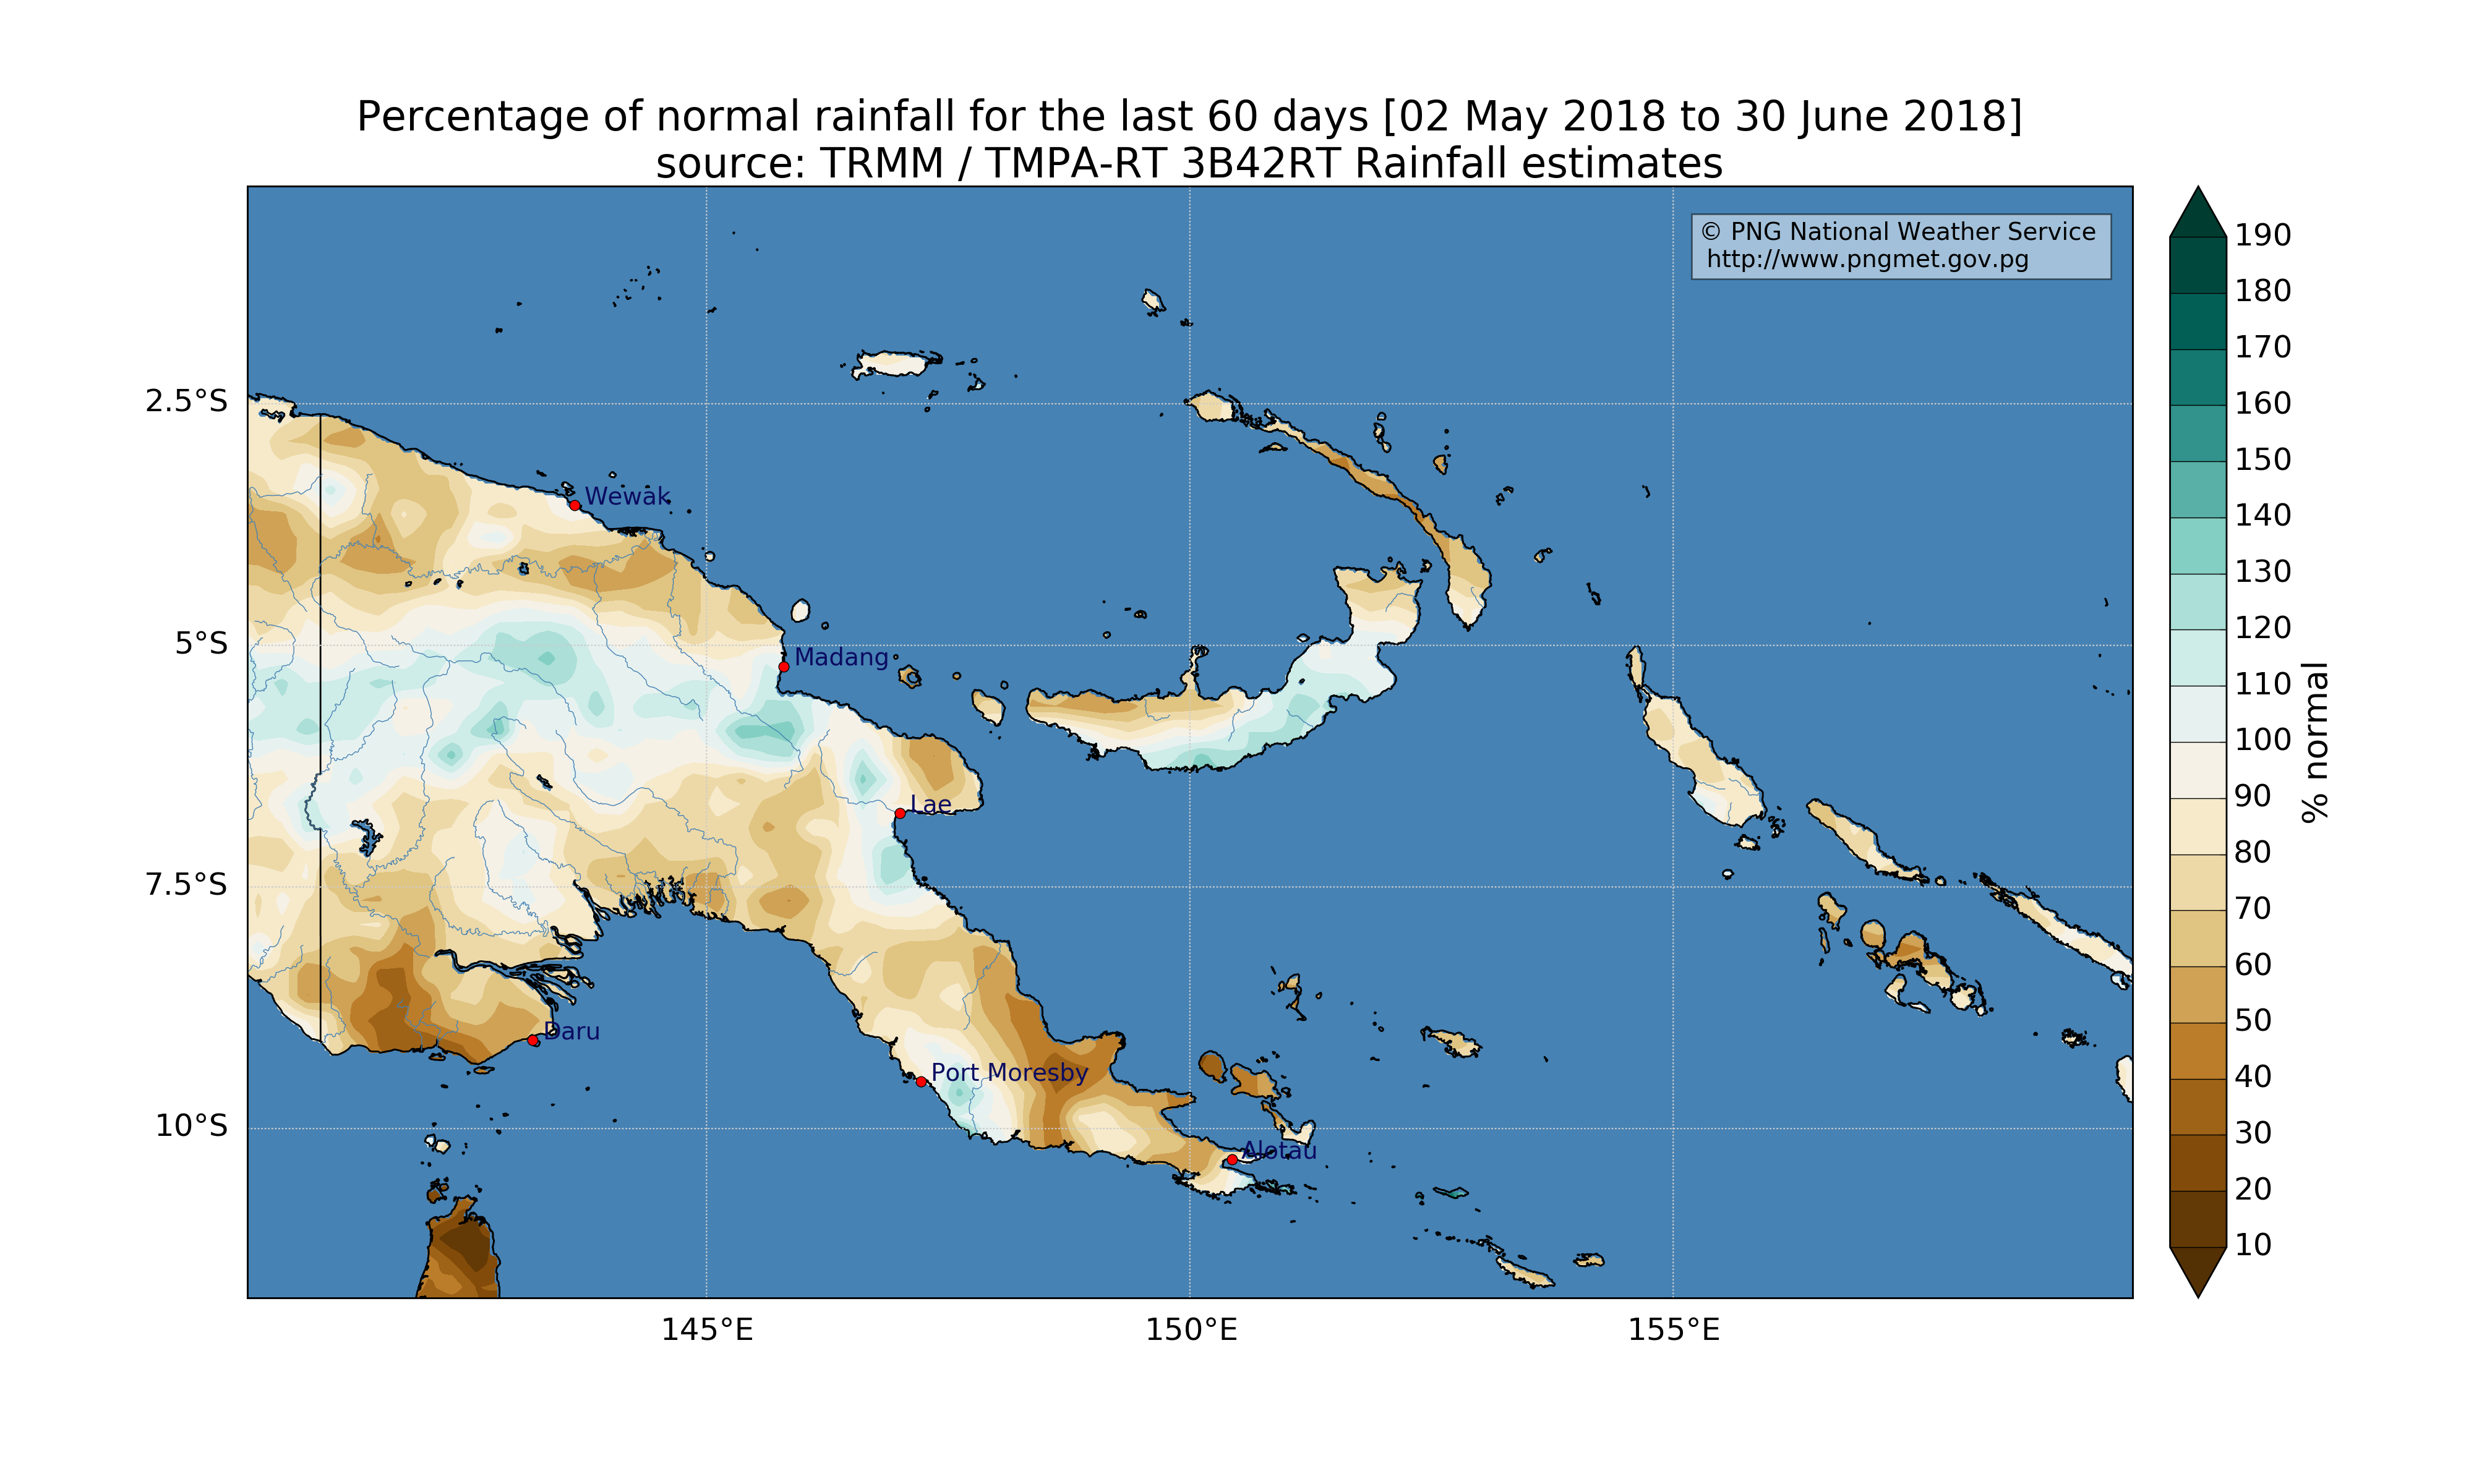 Percentage of normal rainfall for the last 60 days [02 May 2018 to 30 June 2018]
source: TRMM / TMPA-RT 3B42RT Rainfall estimates
© PNG National Weather Service
http://www.pngmet.gov.pg
2.5°S
5°S
7.5°S
10°S
145°E
150°E
155°E
Wewak
Madang
Lae
Daru
Port Moresby
Alotau
190
180
170
160
150
140
130
120
110
100
90
80
70
60
50
40
30
20
10
% normal